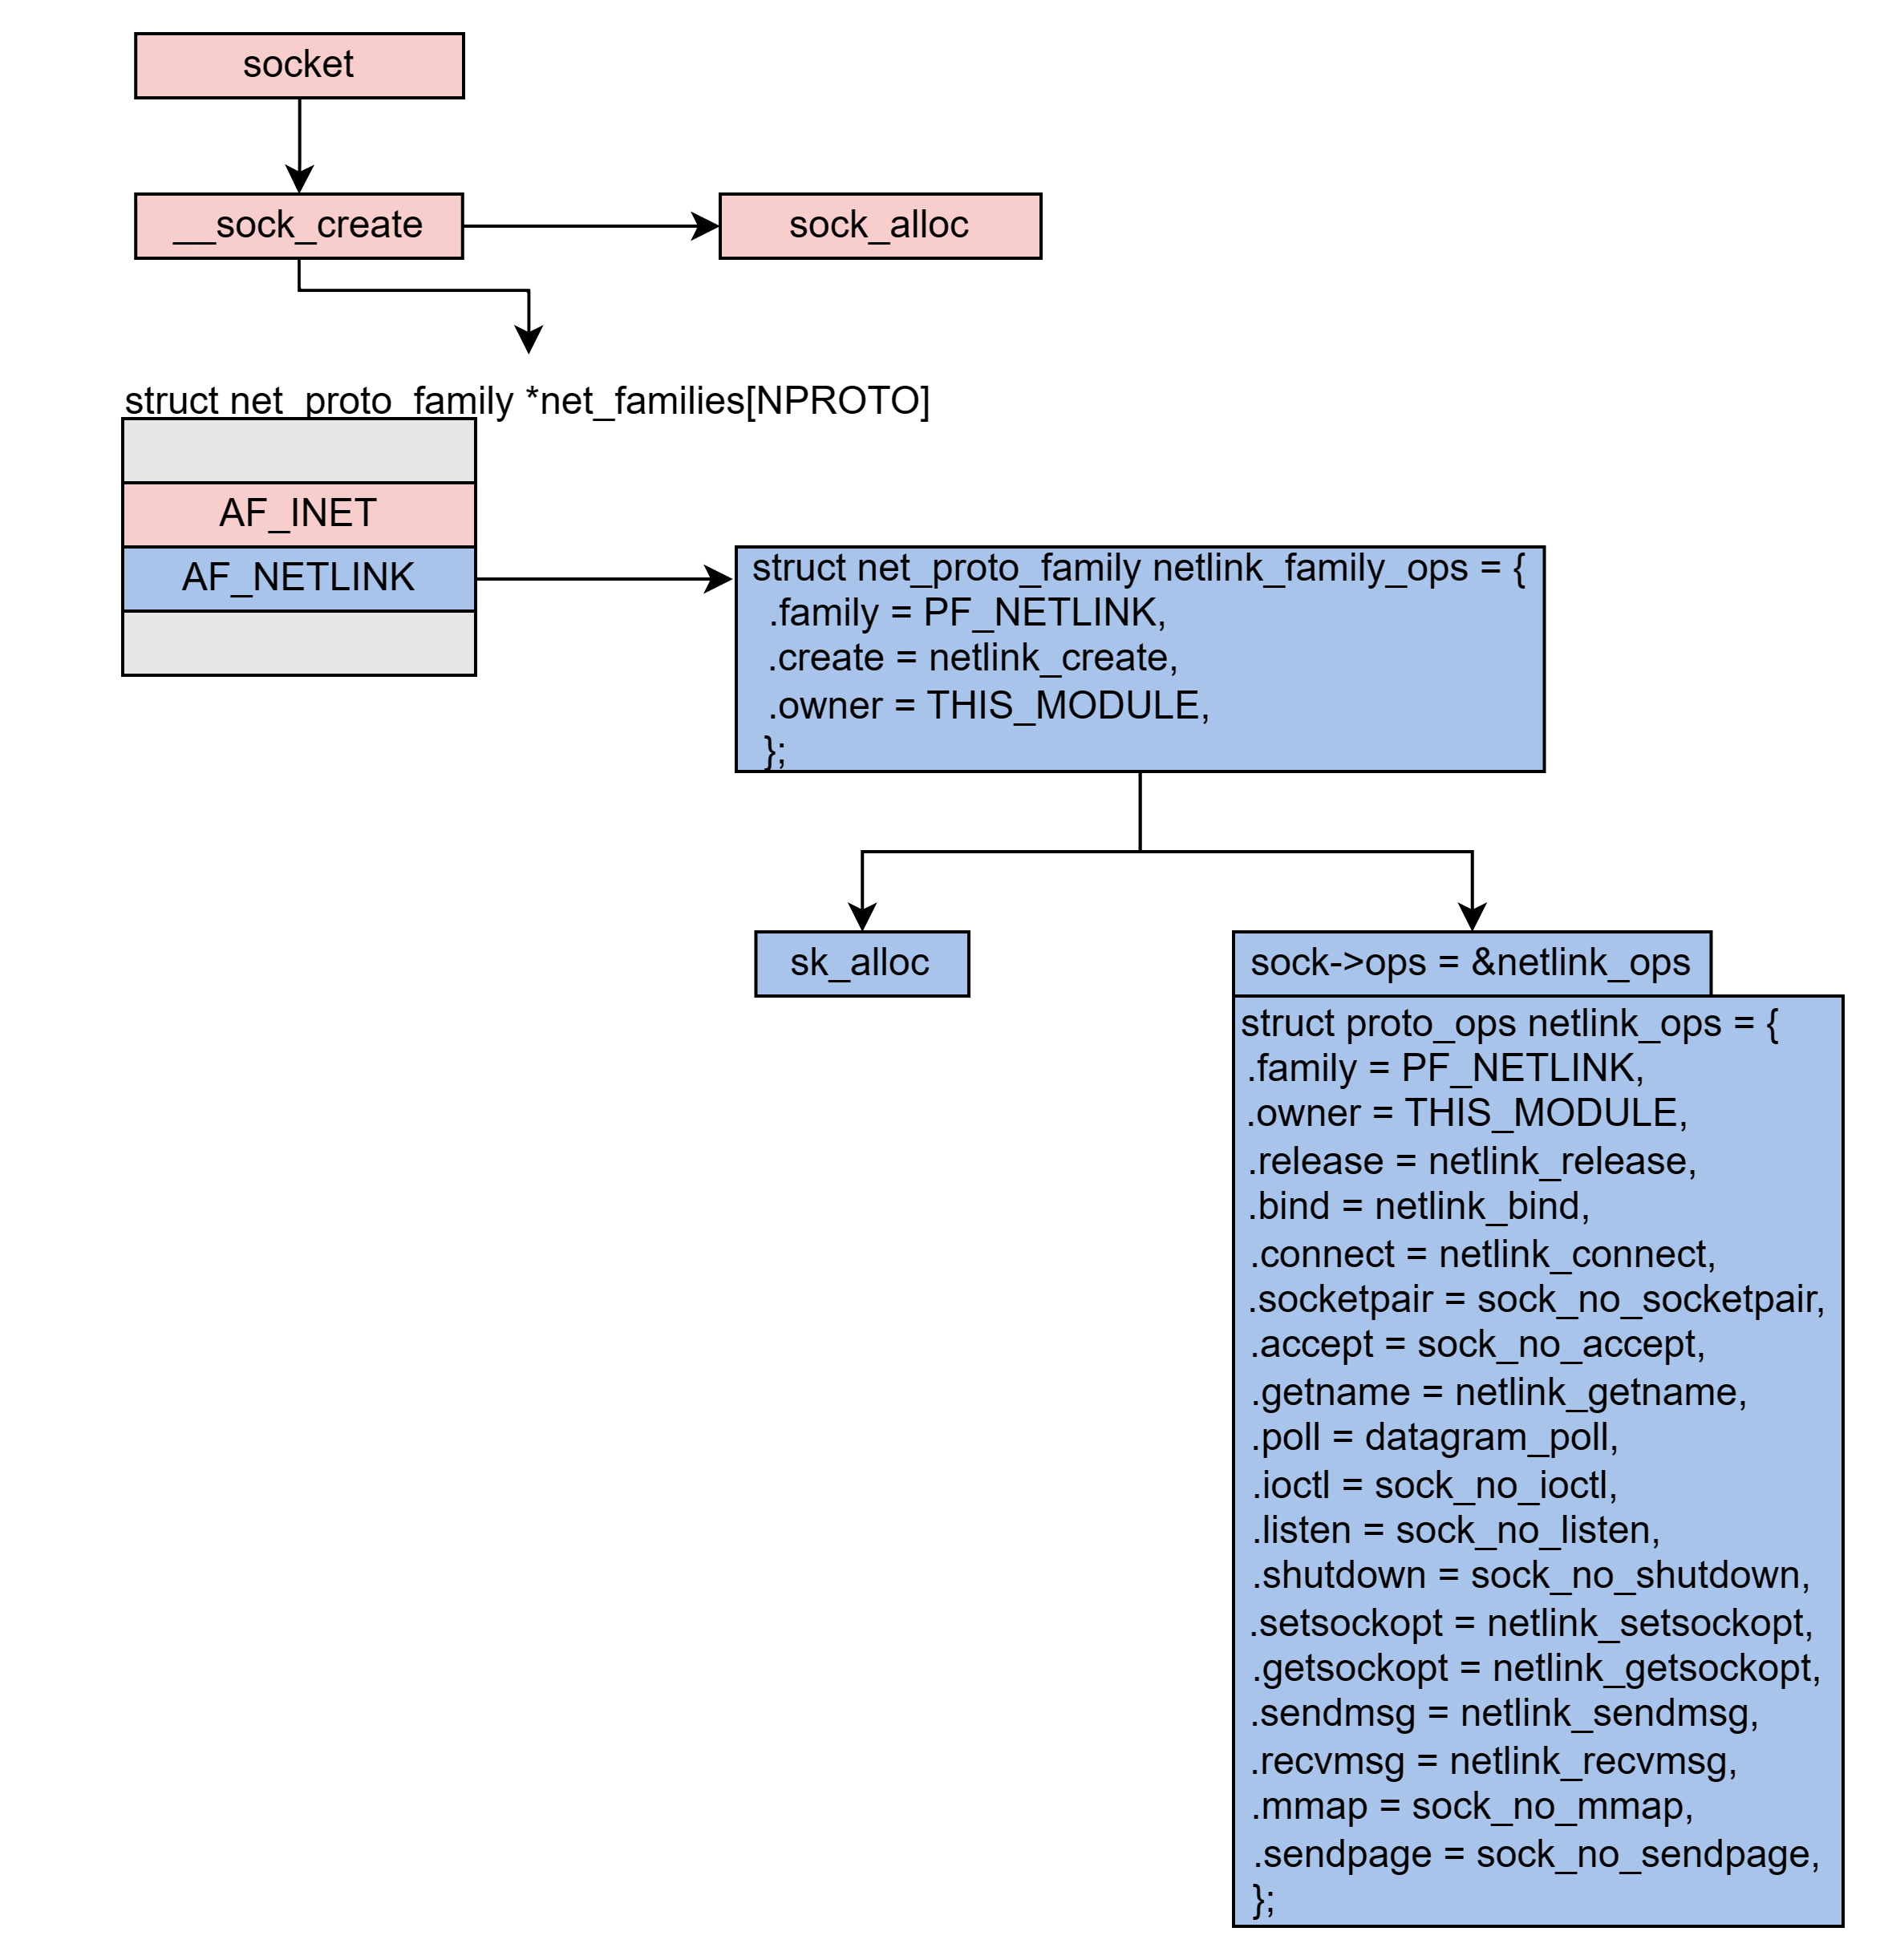 socket
__sock_create
sock_alloc
struct net_proto_family *net_families[NPROTO]
AF_INET
AF_NETLINK
struct net_proto_family netlink_family_ops = {
.family = PF_NETLINK,
.create = netlink_create,
.owner = THIS_MODULE,
};
sk_alloc
sock->ops = &netlink_ops
struct proto_ops netlink_ops = {
.family = PF_NETLINK,
.owner = THIS_MODULE,
.release = netlink_release,
.bind = netlink_bind,
.connect = netlink_connect,
.socketpair = sock_no_socketpair,
.accept = sock_no_accept,
.getname = netlink_getname,
.poll = datagram_poll,
.ioctl = sock_no_ioctl,
.listen = sock_no_listen,
.shutdown = sock_no_shutdown,
.setsockopt = netlink_setsockopt,
.getsockopt = netlink_getsockopt,
.sendmsg = netlink_sendmsg,
.recvmsg = netlink_recvmsg,
.mmap = sock_no_mmap,
.sendpage = sock_no_sendpage,
};